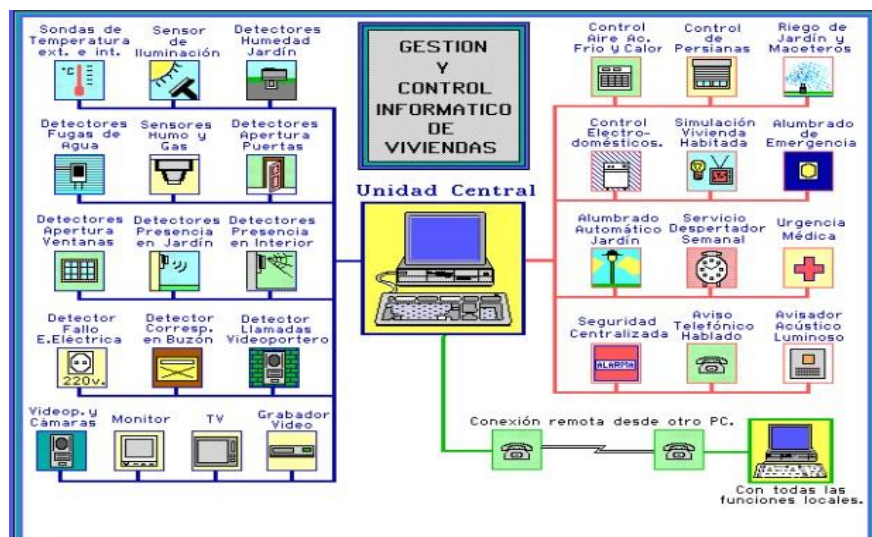 GESTION
Y
CONTROL
INFORMATICO
DE
VIVIENDAS
Unidad Central
Sondas de
Temperatura
ext. e int.
Sensor
de
Iluminación
Detectores
Humedad
Jardín
Detectores
Fugas de
Agua
Sensores
Humo y
Gas
Detectores
Apertura
Puertas
Detectores
Apertura
Ventanas
Detectores
Presencia
en Jardín
Detectores
Presencia
en Interior
Detector
Fallo
E.Eléctrica
Detector
Corresp.
en Buzón
Detector
Llamadas
Videoportero
°C
220v.
Videop. y
Cámaras
Monitor
TV
Grabador
Video
Control
Aire Ac.
Frio y Calor
Control
de
Persianas
Riego de
Jardín y
Maceteros
Control
Electro-
domésticos.
Simulación
Vivienda
Habitada
Alumbrado
de
Emergencia
Alumbrado
Automático
Jardín
Servicio
Despertador
Semanal
Urgencia
Médica
Seguridad
Centralizada
ALARMA
Aviso
Telefónico
Hablado
Avisador
Acústico
Luminoso
Conexión remota desde otro PC.
Con todas las
funciones locales.